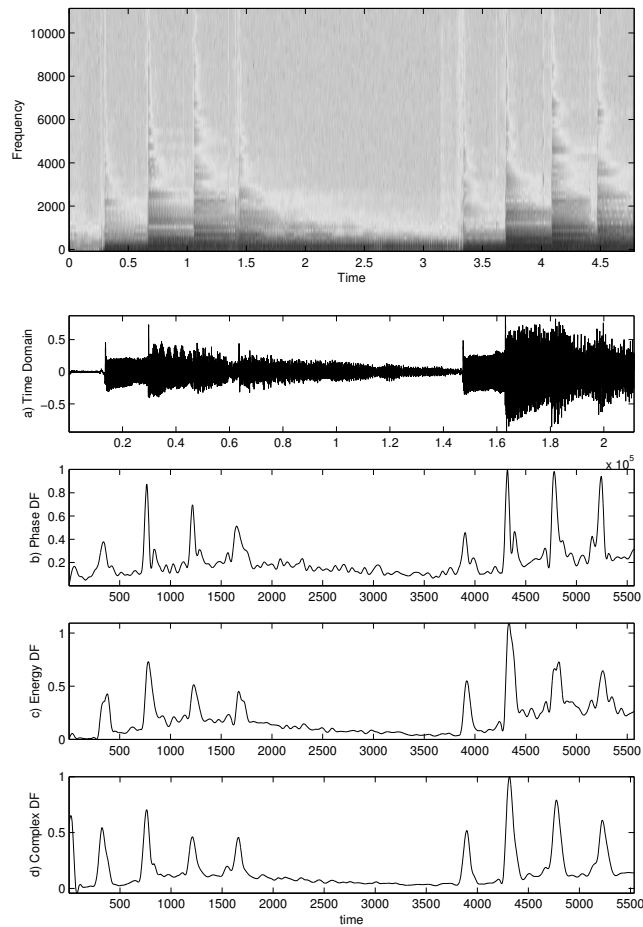 10000
8000
6000
4000
2000
0
Frequency
0 0.5 1 1.5 2 2.5 3 3.5 4 4.5
Time
0.5
0
−0.5
a) Time Domain
0.2 0.4 0.6 0.8 1 1.2 1.4 1.6 1.8 2
x 10^5
1
0.8
0.6
0.4
0.2
b) Phase DF
500 1000 1500 2000 2500 3000 3500 4000 4500 5000 5500
1
0.5
0
c) Energy DF
500 1000 1500 2000 2500 3000 3500 4000 4500 5000 5500
1
0.5
0
d) Complex DF
0 500 1000 1500 2000 2500 3000 3500 4000 4500 5000 5500
time